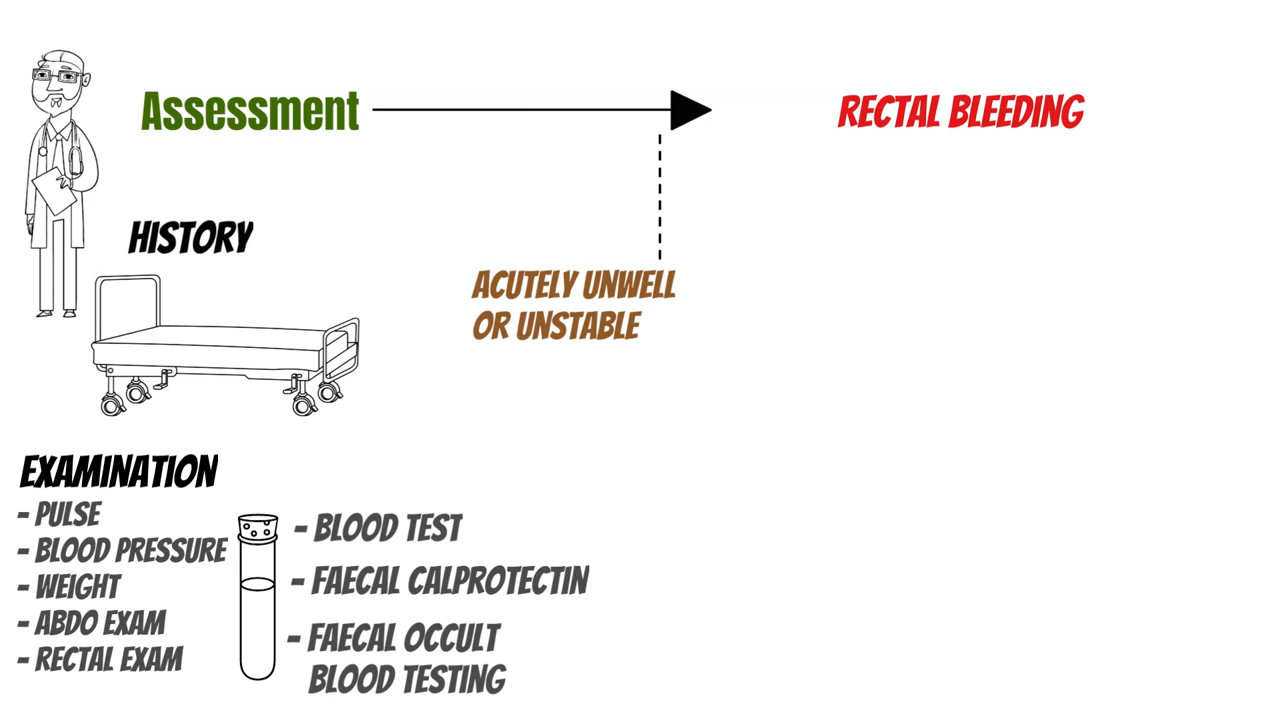 Assessment
RECTAL BLEEDING
HISTORY
ACUTELY UNWELL
OR UNSTABLE
EXAMINATION
- PULSE
- BLOOD PRESSURE
- WEIGHT
- ABDO EXAM
- RECTAL EXAM
- BLOOD TEST
- FAECAL CALPROTECTIN
- FAECAL OCCULT
BLOOD TESTING